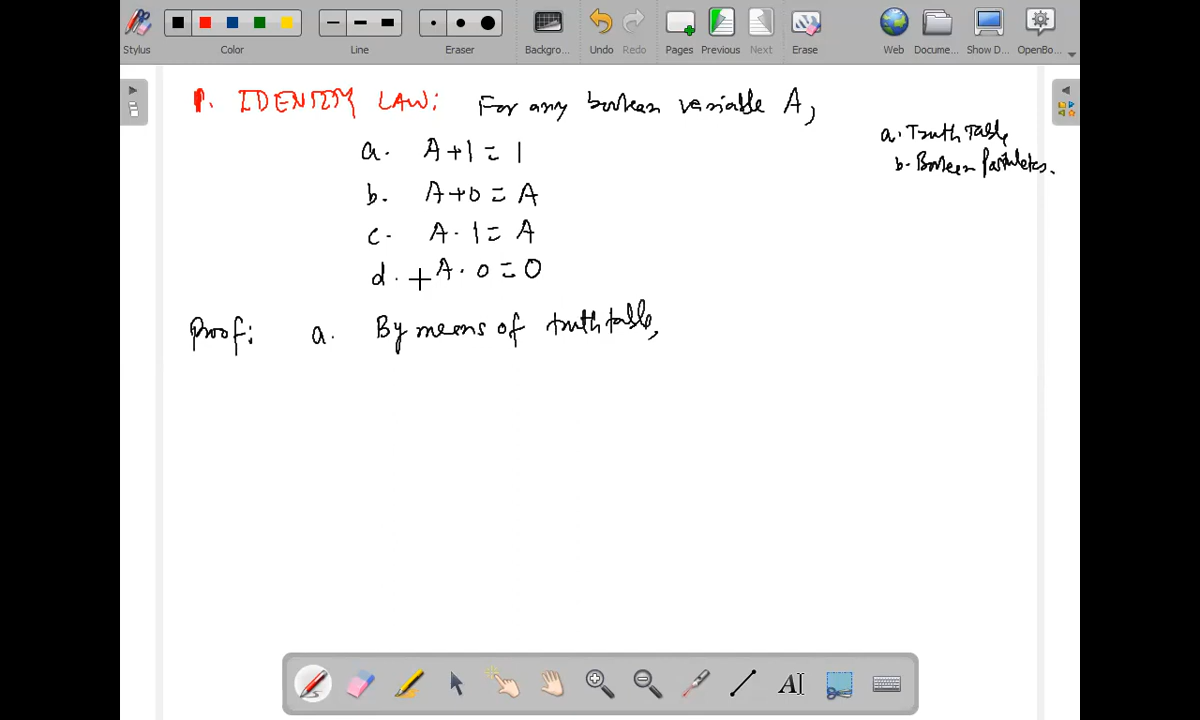 Stylus Color Line Eraser Backgro... Undo Redo Pages Previous Next Erase Web Docume... Show D... OpenBo...
1. IDENTITY LAW: For any boolean variable A,
a. Truth Table
b. Boolean Postulates.
a. A+1 = 1
b. A+0 = A
c. A·1 = A
d. A·0 = 0
Proof: a. By means of truth table,